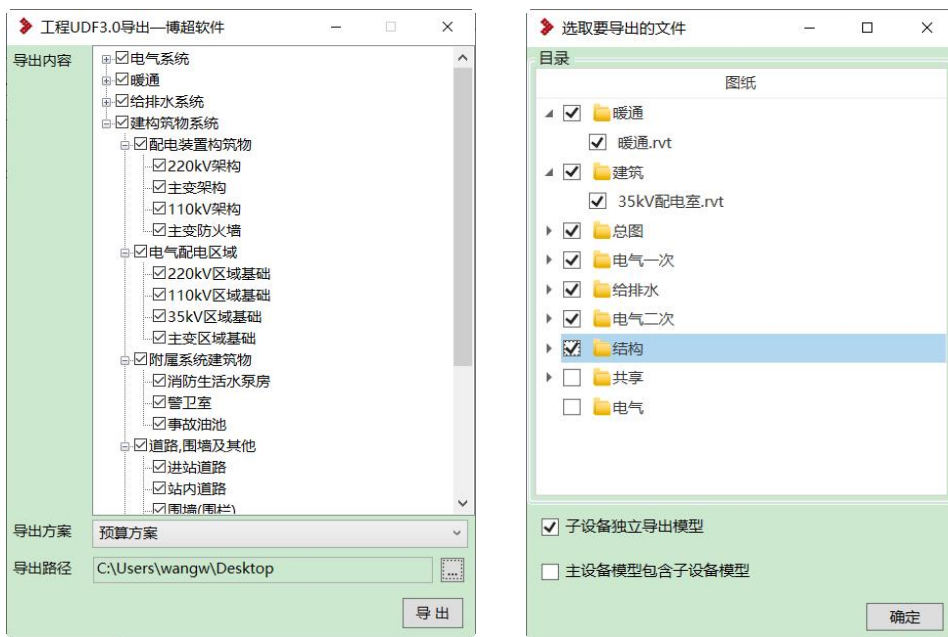 工程UDF3.0导出—博超软件
导出内容
电气系统
暖通
给排水系统
建构筑物系统
配电装置构筑物
220kV架构
主变架构
110kV架构
主变防火墙
电气配电区域
220kV区域基础
110kV区域基础
35kV区域基础
主变区域基础
附属系统建筑物
消防生活水泵房
警卫室
事故油池
道路,围墙及其他
进站道路
站内道路
围墙(围栏)
导出方案
预算方案
导出路径
C:\Users\wangw\Desktop
...
导 出
选取要导出的文件
目录
图纸
暖通
暖通.rvt
建筑
35kV配电室.rvt
总图
电气一次
给排水
电气二次
结构
共享
电气
子设备独立导出模型
主设备模型包含子设备模型
确定